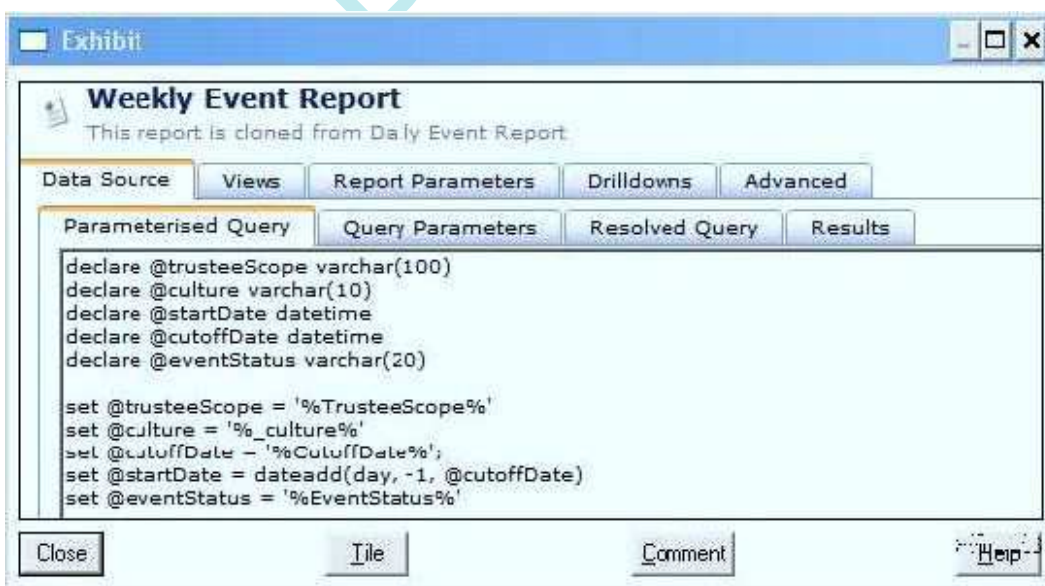 Exhibit
Weekly Event Report
This report is cloned from Daily Event Report
Data Source Views Report Parameters Drilldowns Advanced
Parameterised Query Query Parameters Resolved Query Results
declare @trusteeScope varchar(100)
declare @culture varchar(10)
declare @startDate datetime
declare @cutoffDate datetime
declare @eventStatus varchar(20)
set @trusteeScope = '%TrusteeScope%'
set @culture = '%_culture%'
set @cutoffDate = '%CutoffDate%';
set @startDate = dateadd(day, -1, @cutoffDate)
set @eventStatus = '%EventStatus%'
Close Tile Comment Help